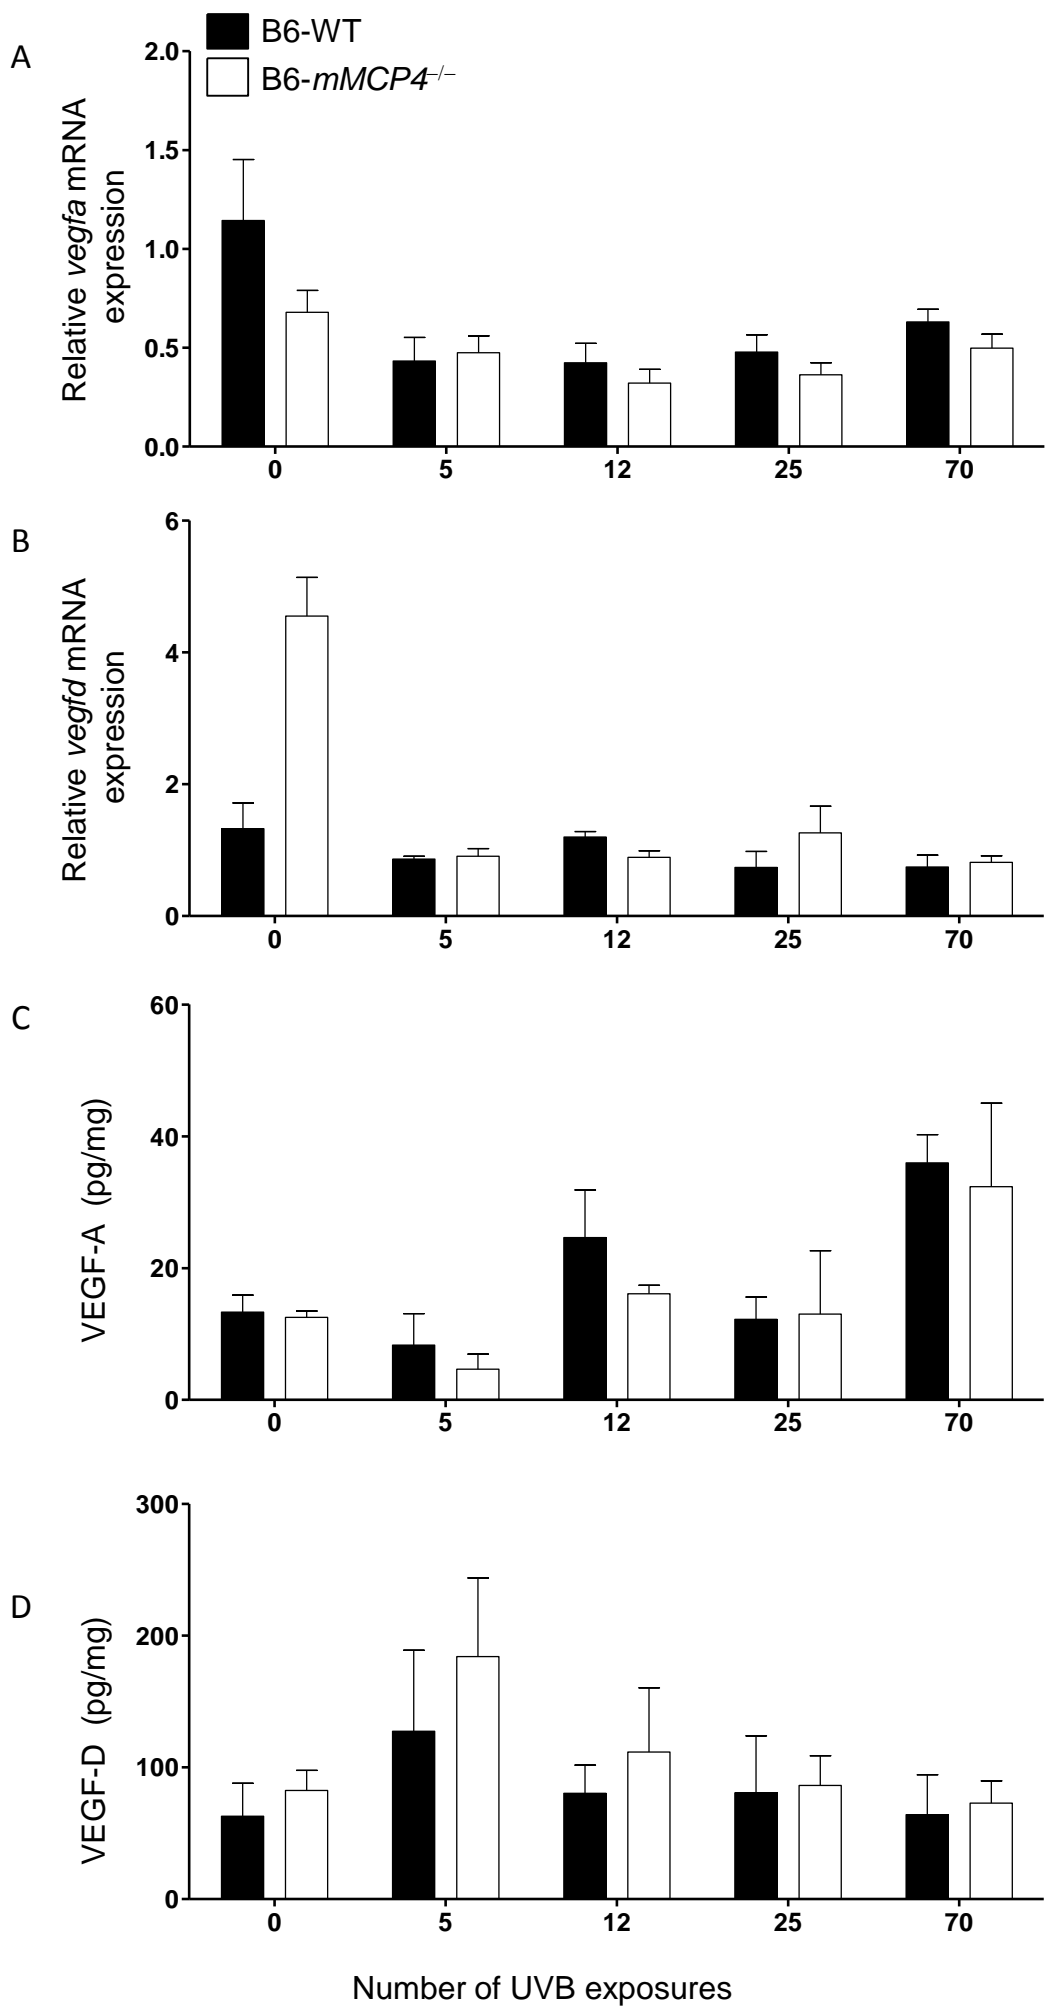 B6-WT
B6-mMCP4–/–
A
Relative vegfa mRNA
expression
2.0
1.5
1.0
0.5
0.0
0 5 12 25 70
B
Relative vegfd mRNA
expression
6
4
2
0
0 5 12 25 70
C
VEGF-A (pg/mg)
60
40
20
0
0 5 12 25 70
D
VEGF-D (pg/mg)
300
200
100
0
0 5 12 25 70
Number of UVB exposures